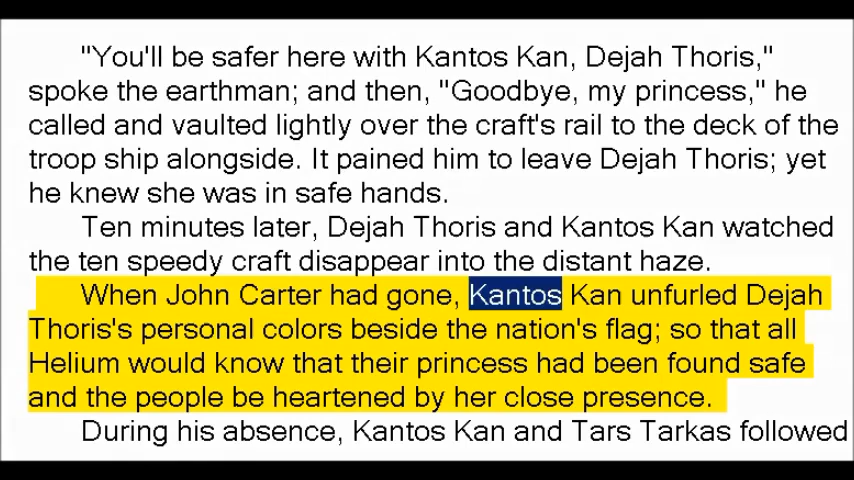 "You'll be safer here with Kantos Kan, Dejah Thoris,"
spoke the earthman; and then, "Goodbye, my princess," he
called and vaulted lightly over the craft's rail to the deck of the
troop ship alongside. It pained him to leave Dejah Thoris; yet
he knew she was in safe hands.
Ten minutes later, Dejah Thoris and Kantos Kan watched
the ten speedy craft disappear into the distant haze.
When John Carter had gone, Kantos Kan unfurled Dejah
Thoris's personal colors beside the nation's flag; so that all
Helium would know that their princess had been found safe
and the people be heartened by her close presence.
During his absence, Kantos Kan and Tars Tarkas followed